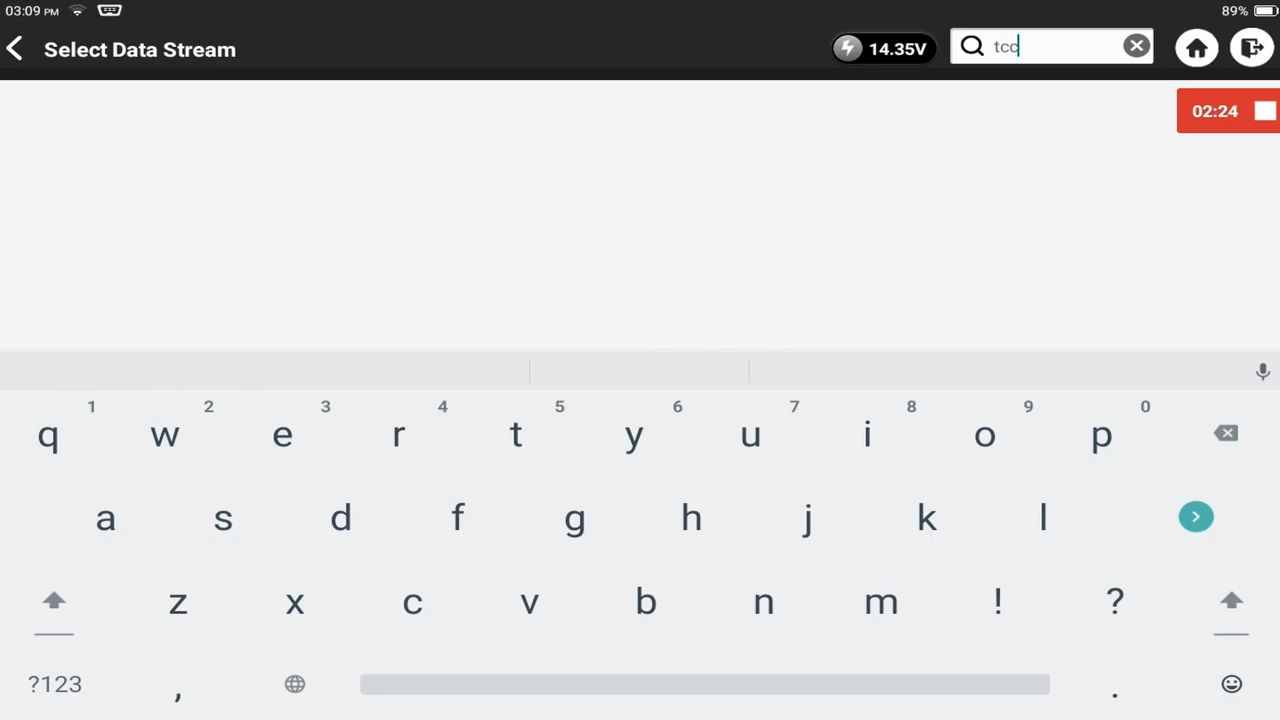 03:09 PM
89%
Select Data Stream
14.35V
tcc
02:24
1 2 3 4 5 6 7 8 9 0
q w e r t y u i o p
a s d f g h j k l
z x c v b n m ! ?
?123 , .